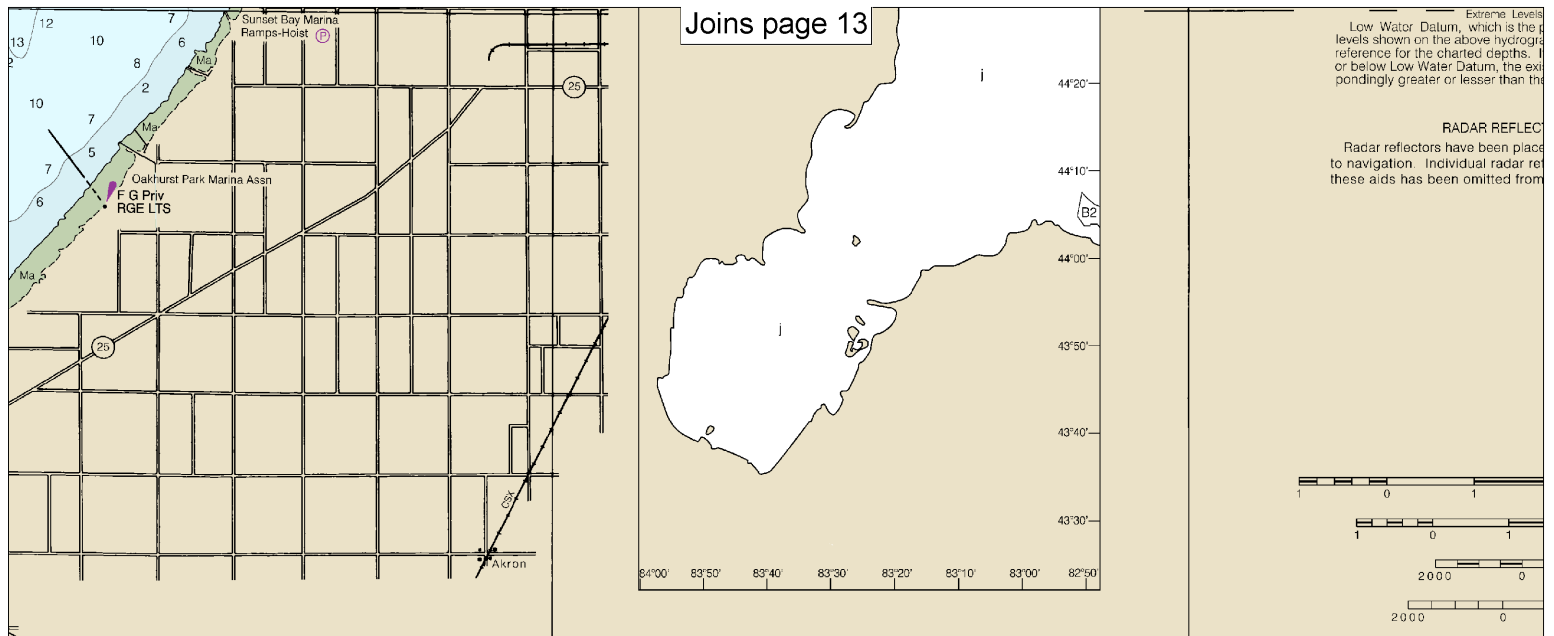 Joins page 13
12
7
Sunset Bay Marina
Ramps-Hoist P
13
10
6
Ma
8
2
10
7
Ma
5
7
6
Oakhurst Park Marina Assn
F G Priv
RGE LTS
Ma
25
25
CSX
Akron
j
j
B2
44°20'
44°10'
44°00'
43°50'
43°40'
43°30'
84°00' 83°50' 83°40' 83°30' 83°20' 83°10' 83°00' 82°50'
Extreme Levels
Low Water Datum, which is the p
levels shown on the above hydrogra
reference for the charted depths. I
or below Low Water Datum, the exi
pondingly greater or lesser than the
RADAR REFLECT
Radar reflectors have been place
to navigation. Individual radar ref
these aids has been omitted from
1 0 1
1 0 1
2000 0
2000 0